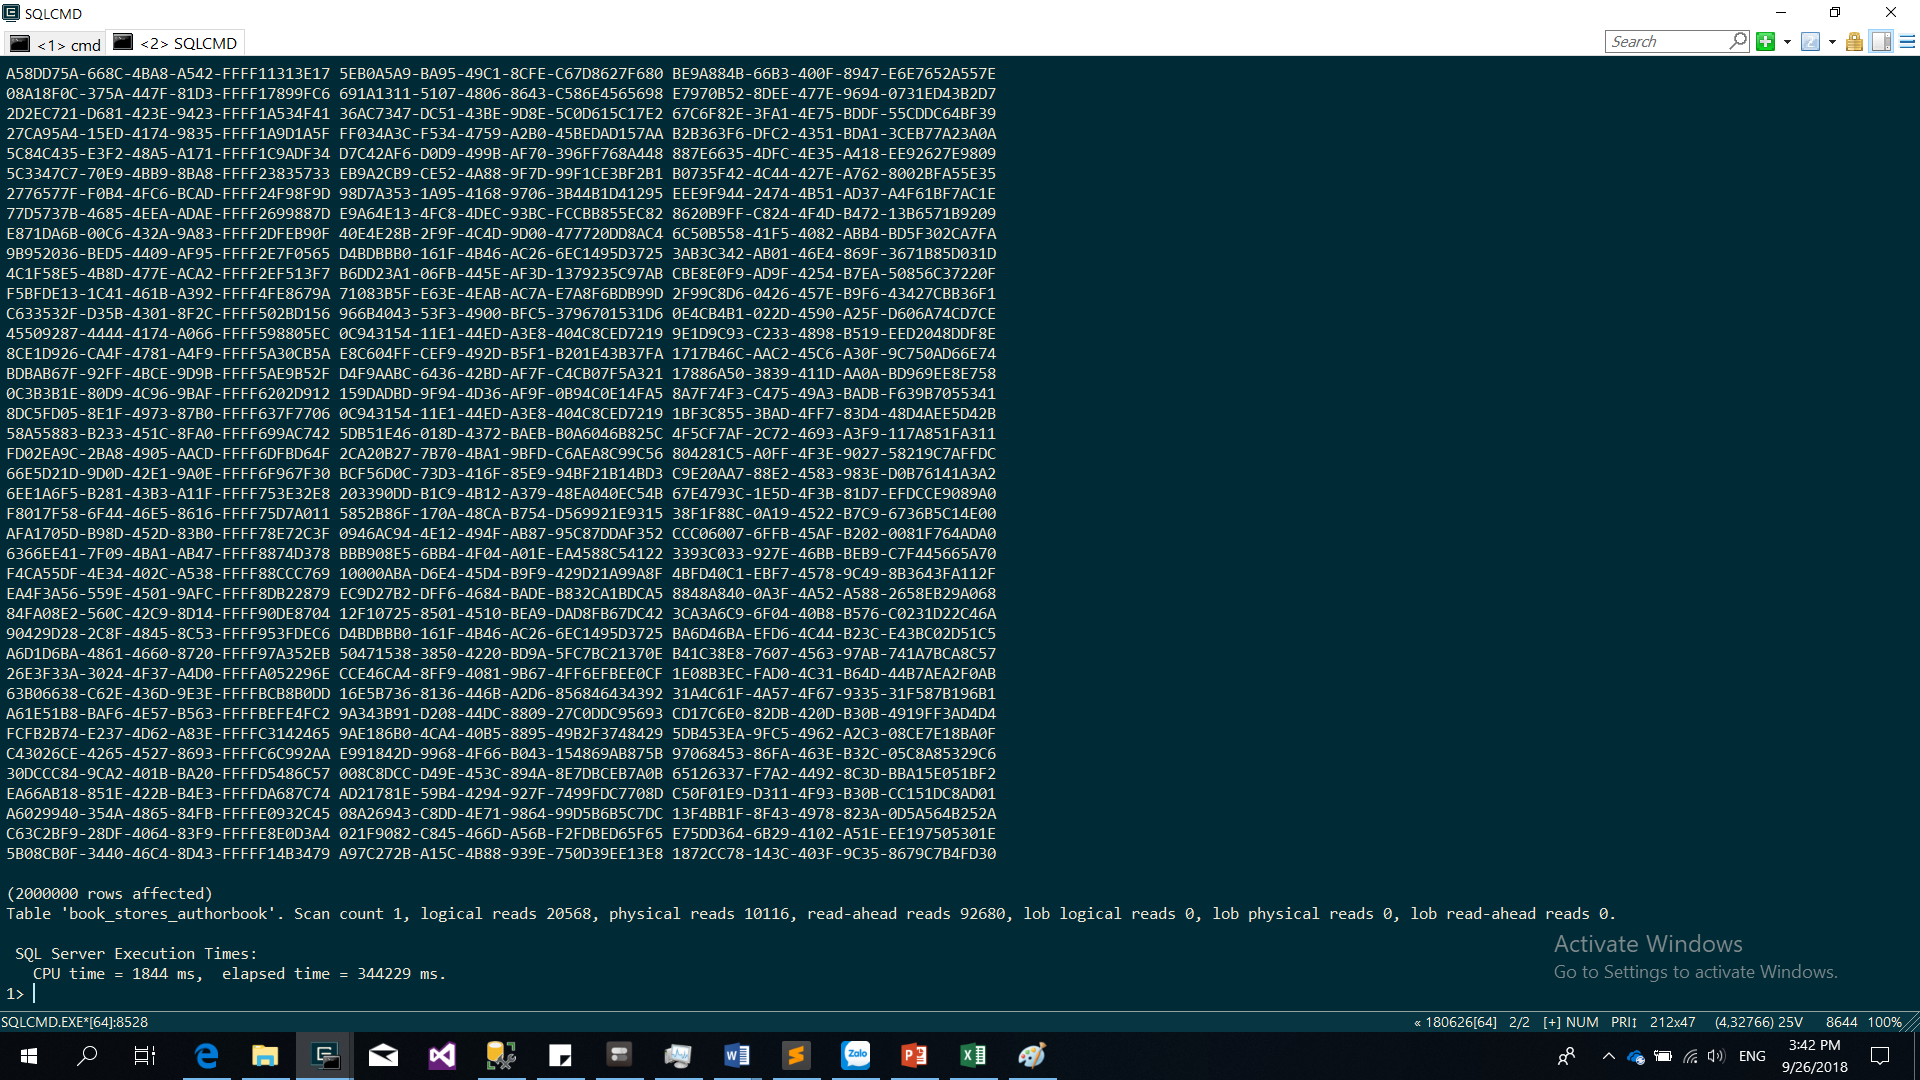 SQLCMD
<1> cmd
<2> SQLCMD
Search
A58DD75A-668C-4BA8-A542-FFFF11313E17 5EB0A5A9-BA95-49C1-8CFE-C67D8627F680 BE9A884B-66B3-400F-8947-E6E7652A557E
08A18F0C-375A-447F-81D3-FFFF17899FC6 691A1311-5107-4806-8643-C586E4565698 E7970B52-8DEE-477E-9694-0731ED43B2D7
2D2EC721-D681-423E-9423-FFFF1A534F41 36AC7347-DC51-43BE-9D8E-5C0D615C17E2 67C6F82E-3FA1-4E75-BDDF-55CDDC64BF39
27CA95A4-15ED-4174-9835-FFFF1A9D1A5F FF034A3C-F534-4759-A2B0-45BEDAD157AA B2B363F6-DFC2-4351-BDA1-3CEB77A23A0A
5C84C435-E3F2-48A5-A171-FFFF1C9ADF34 D7C42AF6-D0D9-499B-AF70-396FF768A448 887E6635-4DFC-4E35-A418-EE92627E9809
5C3347C7-70E9-4BB9-8BA8-FFFF23835733 EB9A2CB9-CE52-4A88-9F7D-99F1CE3BF2B1 B0735F42-4C44-427E-A762-8002BFA55E35
2776577F-F0B4-4FC6-BCAD-FFFF24F98F9D 98D7A353-1A95-4168-9706-3B44B1D41295 EEE9F944-2474-4B51-AD37-A4F61BF7AC1E
77D5737B-4685-4EEA-ADAE-FFFF2699887D E9A64E13-4FC8-4DEC-93BC-FCCBB855EC82 8620B9FF-C824-4F4D-B472-13B6571B9209
E871DA6B-00C6-432A-9A83-FFFF2DFEB90F 40E4E28B-2F9F-4C4D-9D00-477720DD8AC4 6C50B558-41F5-4082-ABB4-BD5F302CA7FA
9B952036-BED5-4409-AF95-FFFF2E7F0565 D4BDBBB0-161F-4B46-AC26-6EC1495D3725 3AB3C342-AB01-46E4-869F-3671B85D031D
4C1F58E5-4B8D-477E-ACA2-FFFF2EF513F7 B6DD23A1-06FB-445E-AF3D-1379235C97AB CBE8E0F9-AD9F-4254-B7EA-50856C37220F
F5BFDE13-1C41-461B-A392-FFFF4FE8679A 71083B5F-E63E-4EAB-AC7A-E7A8F6BDB99D 2F99C8D6-0426-457E-B9F6-43427CBB36F1
C633532F-D35B-4301-8F2C-FFFF502BD156 966B4043-53F3-4900-BFC5-3796701531D6 0E4CB4B1-022D-4590-A25F-D606A74CD7CE
45509287-4444-4174-A066-FFFF598805EC 0C943154-11E1-44ED-A3E8-404C8CED7219 9E1D9C93-C233-4898-B519-EED2048DDF8E
8CE1D926-CA4F-4781-A4F9-FFFF5A30CB5A E8C604FF-CEF9-492D-B5F1-B201E43B37FA 1717B46C-AAC2-45C6-A30F-9C750AD66E74
BDBAB67F-92FF-4BCE-9D9B-FFFF5AE9B52F D4F9AABC-6436-42BD-AF7F-C4CB07F5A321 17886A50-3839-411D-AA0A-BD969EE8E758
0C3B3B1E-80D9-4C96-9BAF-FFFF6202D912 159DADBD-9F94-4D36-AF9F-0B94C0E14FA5 8A7F74F3-C475-49A3-BADB-F639B7055341
8DC5FD05-8E1F-4973-87B0-FFFF637F7706 0C943154-11E1-44ED-A3E8-404C8CED7219 1BF3C855-3BAD-4FF7-83D4-48D4AEE5D42B
58A55883-B233-451C-8FA0-FFFF699AC742 5DB51E46-018D-4372-BAEB-B0A6046B825C 4F5CF7AF-2C72-4693-A3F9-117A851FA311
FD02EA9C-2BA8-4905-AACD-FFFF6DFBD64F 2CA20B27-7B70-4BA1-9BFD-C6AEA8C99C56 804281C5-A0FF-4F3E-9027-58219C7AFFDC
66E5D21D-9D0D-42E1-9A0E-FFFF6F967F30 BCF56D0C-73D3-416F-85E9-94BF21B14BD3 C9E20AA7-88E2-4583-983E-D0B76141A3A2
6EE1A6F5-B281-43B3-A11F-FFFF753E32E8 203390DD-B1C9-4B12-A379-48EA040EC54B 67E4793C-1E5D-4F3B-81D7-EFDCCE9089A0
F8017F58-6F44-46E5-8616-FFFF75D7A011 5852B86F-170A-48CA-B754-D569921E9315 38F1F88C-0A19-4522-B7C9-6736B5C14E00
AFA1705D-B98D-452D-83B0-FFFF78E72C3F 0946AC94-4E12-494F-AB87-95C87DDAF352 CCC06007-6FFB-45AF-B202-0081F764ADA0
6366EE41-7F09-4BA1-AB47-FFFF8874D378 BBB908E5-6BB4-4F04-A01E-EA4588C54122 3393C033-927E-46BB-BEB9-C7F445665A70
F4CA55DF-4E34-402C-A538-FFFF88CCC769 10000ABA-D6E4-45D4-B9F9-429D21A99A8F 4BFD40C1-EBF7-4578-9C49-8B3643FA112F
EA4F3A56-559E-4501-9AFC-FFFF8DB22879 EC9D27B2-DFF6-4684-BADE-B832CA1BDCA5 8848A840-0A3F-4A52-A588-2658EB29A068
84FA08E2-560C-42C9-8D14-FFFF90DE8704 12F10725-8501-4510-BEA9-DAD8FB67DC42 3CA3A6C9-6F04-40B8-B576-C0231D22C46A
90429D28-2C8F-4845-8C53-FFFF953FDEC6 D4BDBBB0-161F-4B46-AC26-6EC1495D3725 BA6D46BA-EFD6-4C44-B23C-E43BC02D51C5
A6D1D6BA-4861-4660-8720-FFFF97A352EB 50471538-3850-4220-BD9A-5FC7BC21370E B41C38E8-7607-4563-97AB-741A7BCA8C57
26E3F33A-3024-4F37-A4D0-FFFFA052296E CCE46CA4-8FF9-4081-9B67-4FF6EFBEE0CF 1E08B3EC-FAD0-4C31-B64D-44B7AEA2F0AB
63B06638-C62E-436D-9E3E-FFFFBCB8B0DD 16E5B736-8136-446B-A2D6-856846434392 31A4C61F-4A57-4F67-9335-31F587B196B1
A61E51B8-BAF6-4E57-B563-FFFFBEFE4FC2 9A343B91-D208-44DC-8809-27C0DDC95693 CD17C6E0-82DB-420D-B30B-4919FF3AD4D4
FCFB2B74-E237-4D62-A83E-FFFFC3142465 9AE186B0-4CA4-40B5-8895-49B2F3748429 5DB453EA-9FC5-4962-A2C3-08CE7E18BA0F
C43026CE-4265-4527-8693-FFFFC6C992AA E991842D-9968-4F66-B043-154869AB875B 97068453-86FA-463E-B32C-05C8A85329C6
30DCCC84-9CA2-401B-BA20-FFFFD5486C57 008C8DCC-D49E-453C-894A-8E7DBCEB7A0B 65126337-F7A2-4492-8C3D-BBA15E051BF2
EA66AB18-851E-422B-B4E3-FFFFDA687C74 AD21781E-59B4-4294-927F-7499FDC7708D C50F01E9-D311-4F93-B30B-CC151DC8AD01
A6029940-354A-4865-84FB-FFFFE0932C45 08A26943-C8DD-4E71-9864-99D5B6B5C7DC 13F4BB1F-8F43-4978-823A-0D5A564B252A
C63C2BF9-28DF-4064-83F9-FFFFE8E0D3A4 021F9082-C845-466D-A56B-F2FDBED65F65 E75DD364-6B29-4102-A51E-EE197505301E
5B08CB0F-3440-46C4-8D43-FFFFF14B3479 A97C272B-A15C-4B88-939E-750D39EE13E8 1872CC78-143C-403F-9C35-8679C7B4FD30
(2000000 rows affected)
Table 'book_stores_authorbook'. Scan count 1, logical reads 20568, physical reads 10116, read-ahead reads 92680, lob logical reads 0, lob physical reads 0, lob read-ahead reads 0.
SQL Server Execution Times:
CPU time = 1844 ms,  elapsed time = 344229 ms.
1>
Activate Windows
Go to Settings to activate Windows.
SQLCMD.EXE*[64]:8528
« 180626[64] 2/2 [+] NUM PRI↕ 212x47 (4,32766) 25V 8644 100%
Zalo
ENG
3:42 PM
9/26/2018